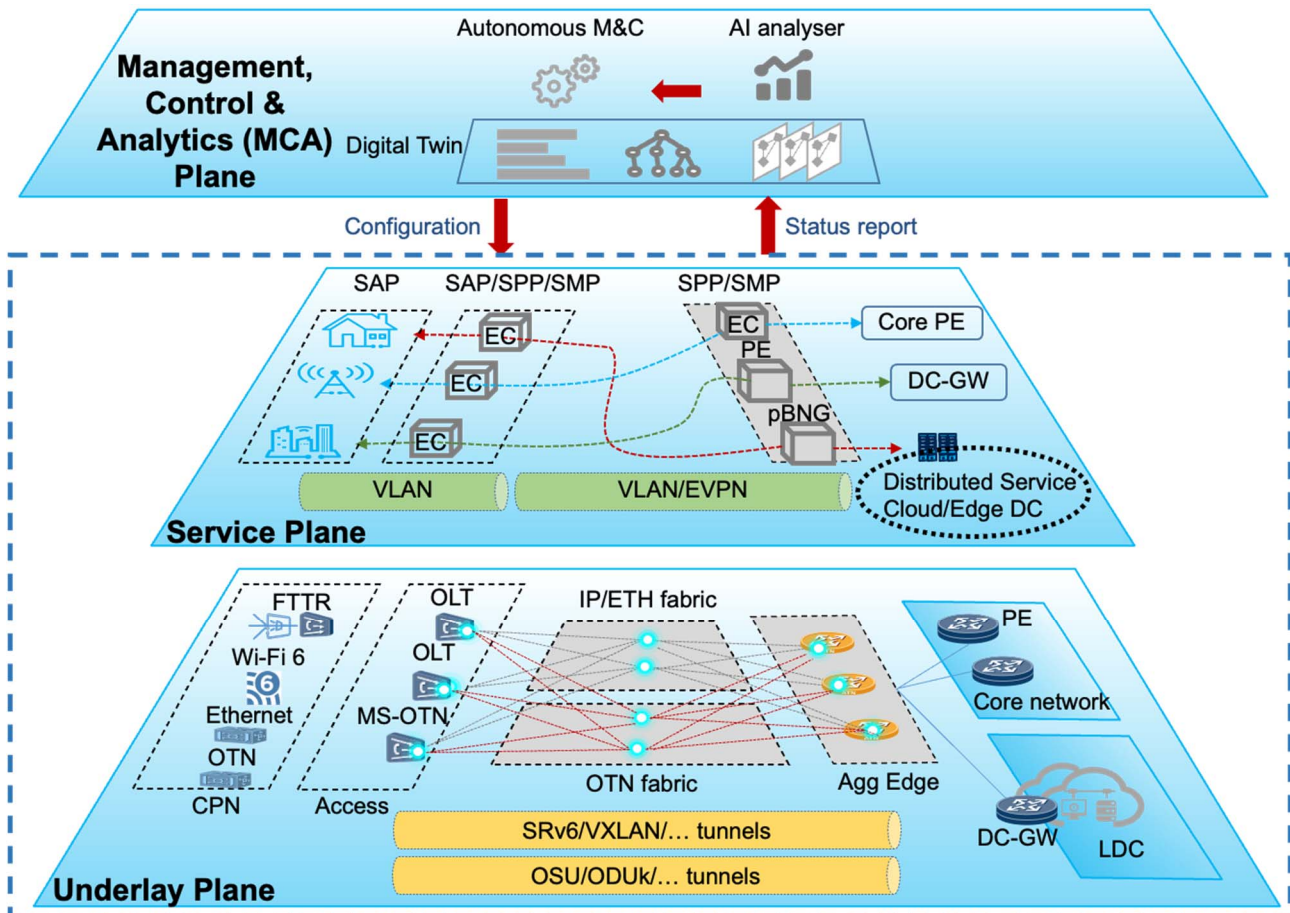 Autonomous M&C
AI analyser
Management,
Control &
Analytics (MCA)
Plane
Digital Twin
Configuration
Status report
SAP
SAP/SPP/SMP
SPP/SMP
EC
EC
Core PE
PE
EC
DC-GW
pBNG
EC
VLAN
VLAN/EVPN
Distributed Service
Cloud/Edge DC
Service Plane
FTTR
OLT
IP/ETH fabric
PE
Wi-Fi 6
OLT
6
Ethernet
MS-OTN
Core network
OTN
CPN
Access
OTN fabric
Agg Edge
SRv6/VXLAN/... tunnels
DC-GW
LDC
OSU/ODUk/... tunnels
Underlay Plane